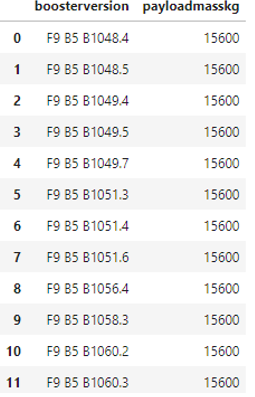 boosterversion payloadmasskg
0 F9 B5 B1048.4 15600
1 F9 B5 B1048.5 15600
2 F9 B5 B1049.4 15600
3 F9 B5 B1049.5 15600
4 F9 B5 B1049.7 15600
5 F9 B5 B1051.3 15600
6 F9 B5 B1051.4 15600
7 F9 B5 B1051.6 15600
8 F9 B5 B1056.4 15600
9 F9 B5 B1058.3 15600
10 F9 B5 B1060.2 15600
11 F9 B5 B1060.3 15600